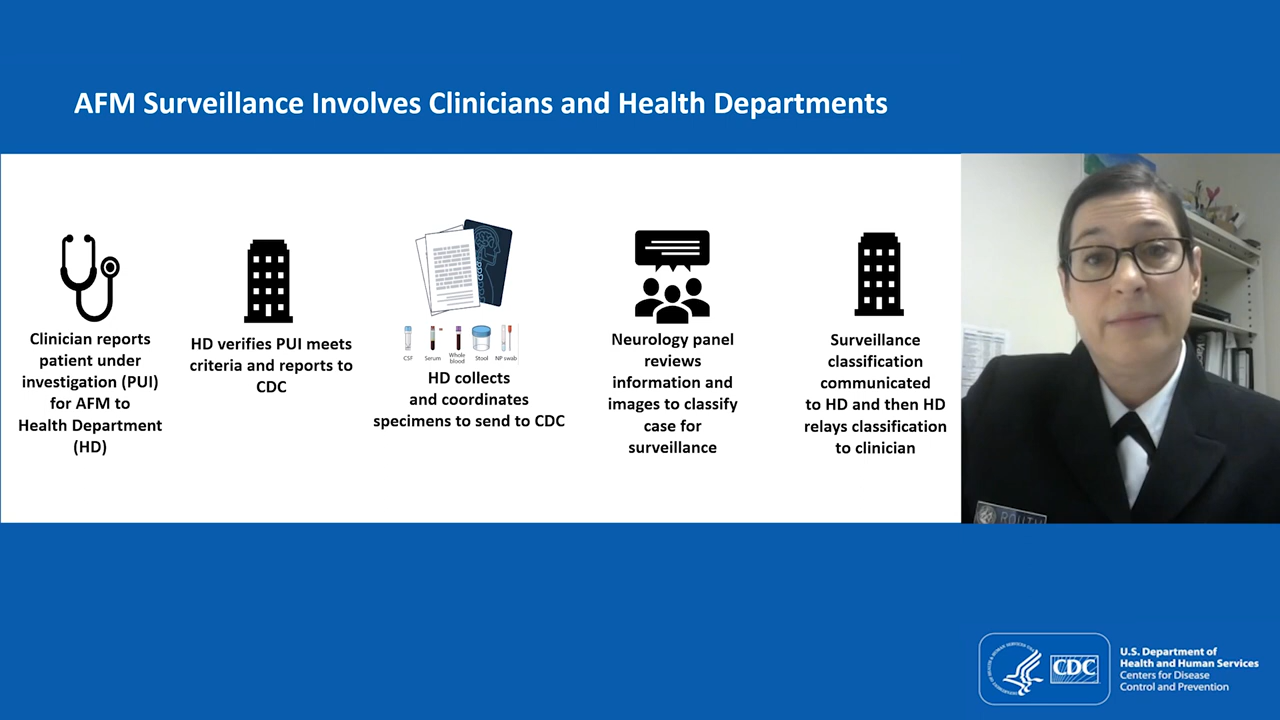 AFM Surveillance Involves Clinicians and Health Departments
Clinician reports
patient under
investigation (PUI)
for AFM to
Health Department
(HD)
HD verifies PUI meets
criteria and reports to
CDC
CSF
Serum
Whole
blood
Stool
NP swab
HD collects
and coordinates
specimens to send to CDC
Neurology panel
reviews
information and
images to classify
case for
surveillance
Surveillance
classification
communicated
to HD and then HD
relays classification
to clinician
ROUTH
CDC
U.S. Department of
Health and Human Services
Centers for Disease
Control and Prevention